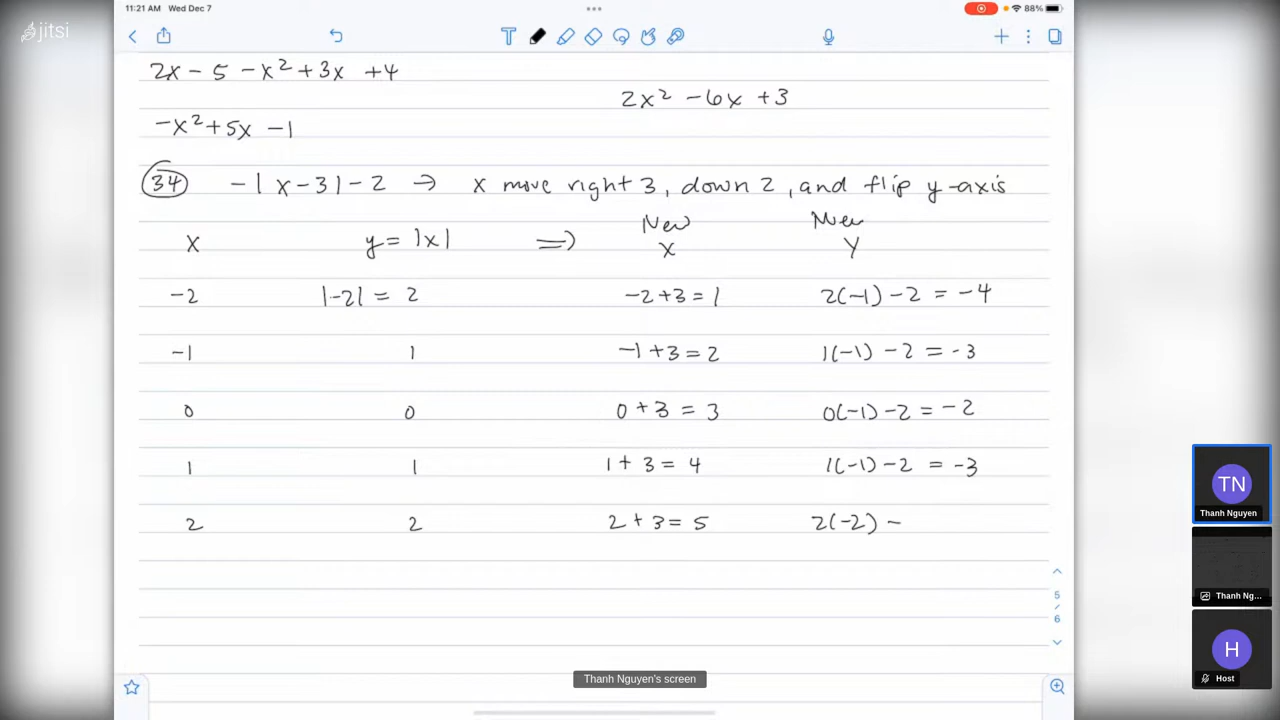 11:21 AM Wed Dec 7
88%
jitsi
2x - 5 - x² + 3x + 4
2x² - 6x + 3
-x² + 5x - 1
34 -|x-3| - 2 → x move right 3, down 2, and flip y-axis
New New
x y = |x| ⇒ X Y
-2 |-2| = 2 -2+3 = 1 2(-1) - 2 = -4
-1 1 -1+3 = 2 1(-1) - 2 = -3
0 0 0+3 = 3 0(-1) - 2 = -2
1 1 1+3 = 4 1(-1) - 2 = -3
2 2 2+3 = 5 2(-2) -
TN
Thanh Nguyen
Thanh Ng...
5
/
6
H
Host
Thanh Nguyen's screen